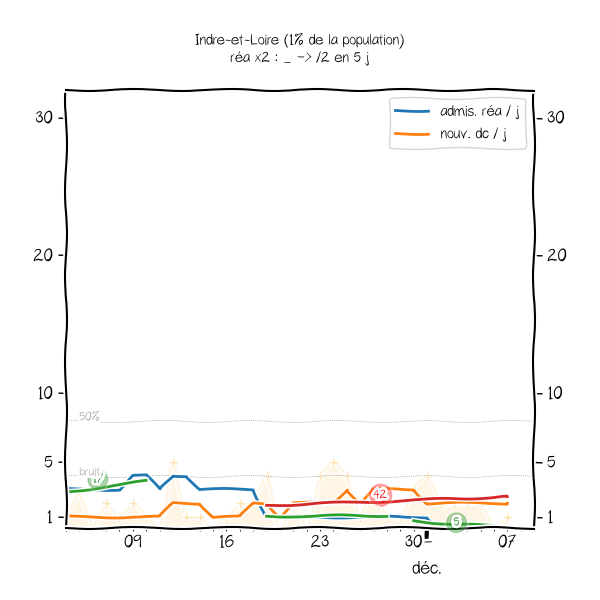 Indre-et-Loire (1% de la population)
réa x2 : _ -> /2 en 5 j
admis. réa / j
nouv. dc / j
30 30
20 20
10 10
50%
5 5
bruit
42
5
1 1
09 16 23 30 07
déc.